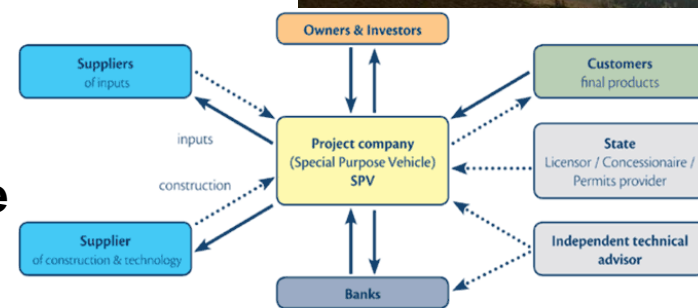 Owners & Investors
Suppliers
of inputs
Customers
final products
inputs
Project company
(Special Purpose Vehicle)
SPV
State
Licensor / Concessionaire /
Permits provider
construction
e
Supplier
of construction & technology
Independent technical
advisor
Banks